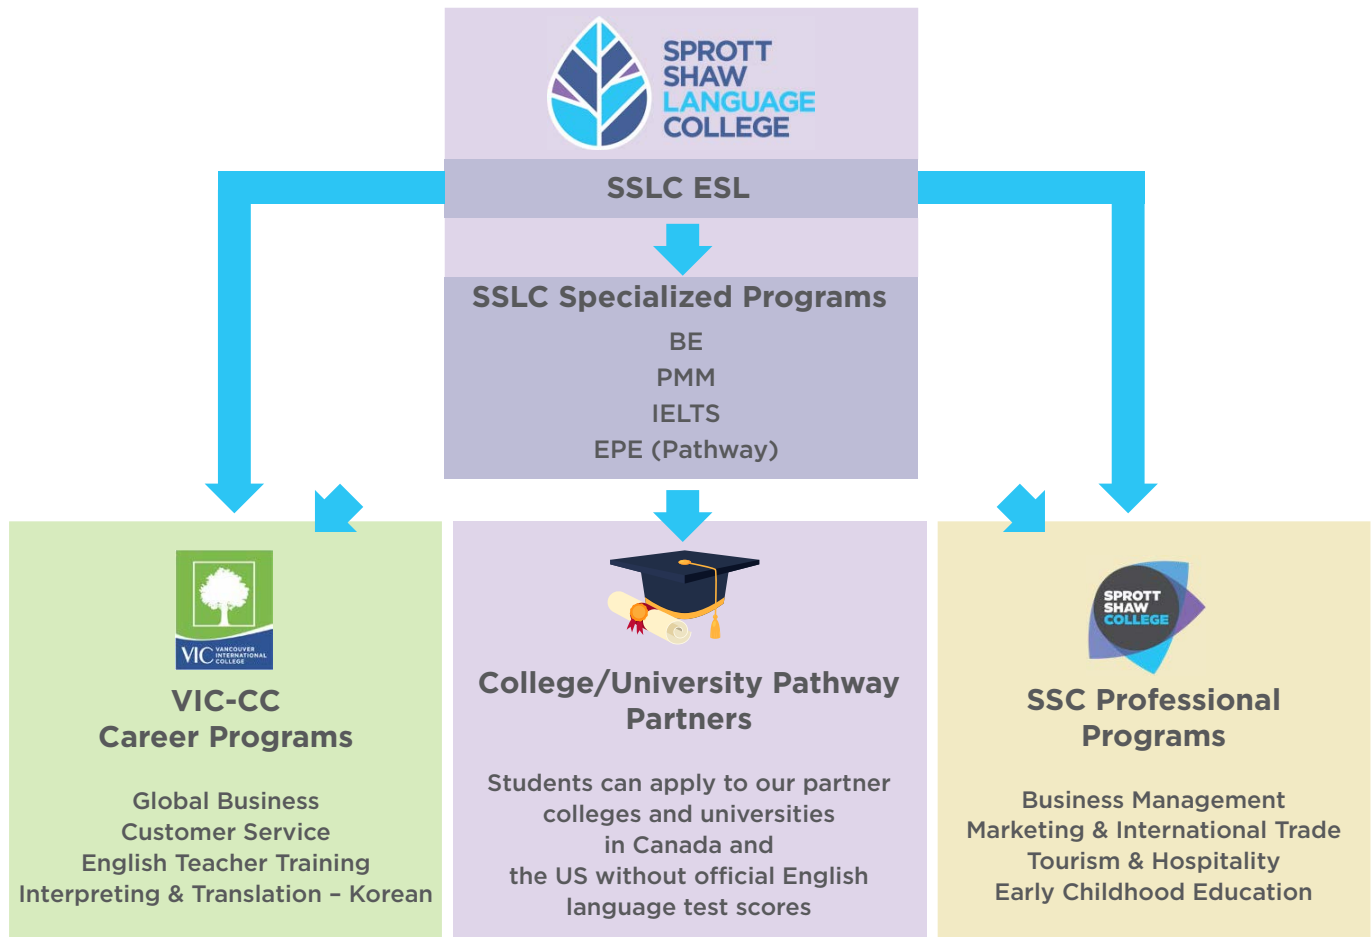 SPROTT
SHAW
LANGUAGE
COLLEGE
SSLC ESL
SSLC Specialized Programs
BE
PMM
IELTS
EPE (Pathway)
VIC VANCOUVER
INTERNATIONAL
COLLEGE
VIC-CC
Career Programs
Global Business
Customer Service
English Teacher Training
Interpreting & Translation – Korean
College/University Pathway
Partners
Students can apply to our partner
colleges and universities
in Canada and
the US without official English
language test scores
SPROTT
SHAW
COLLEGE
SSC Professional
Programs
Business Management
Marketing & International Trade
Tourism & Hospitality
Early Childhood Education